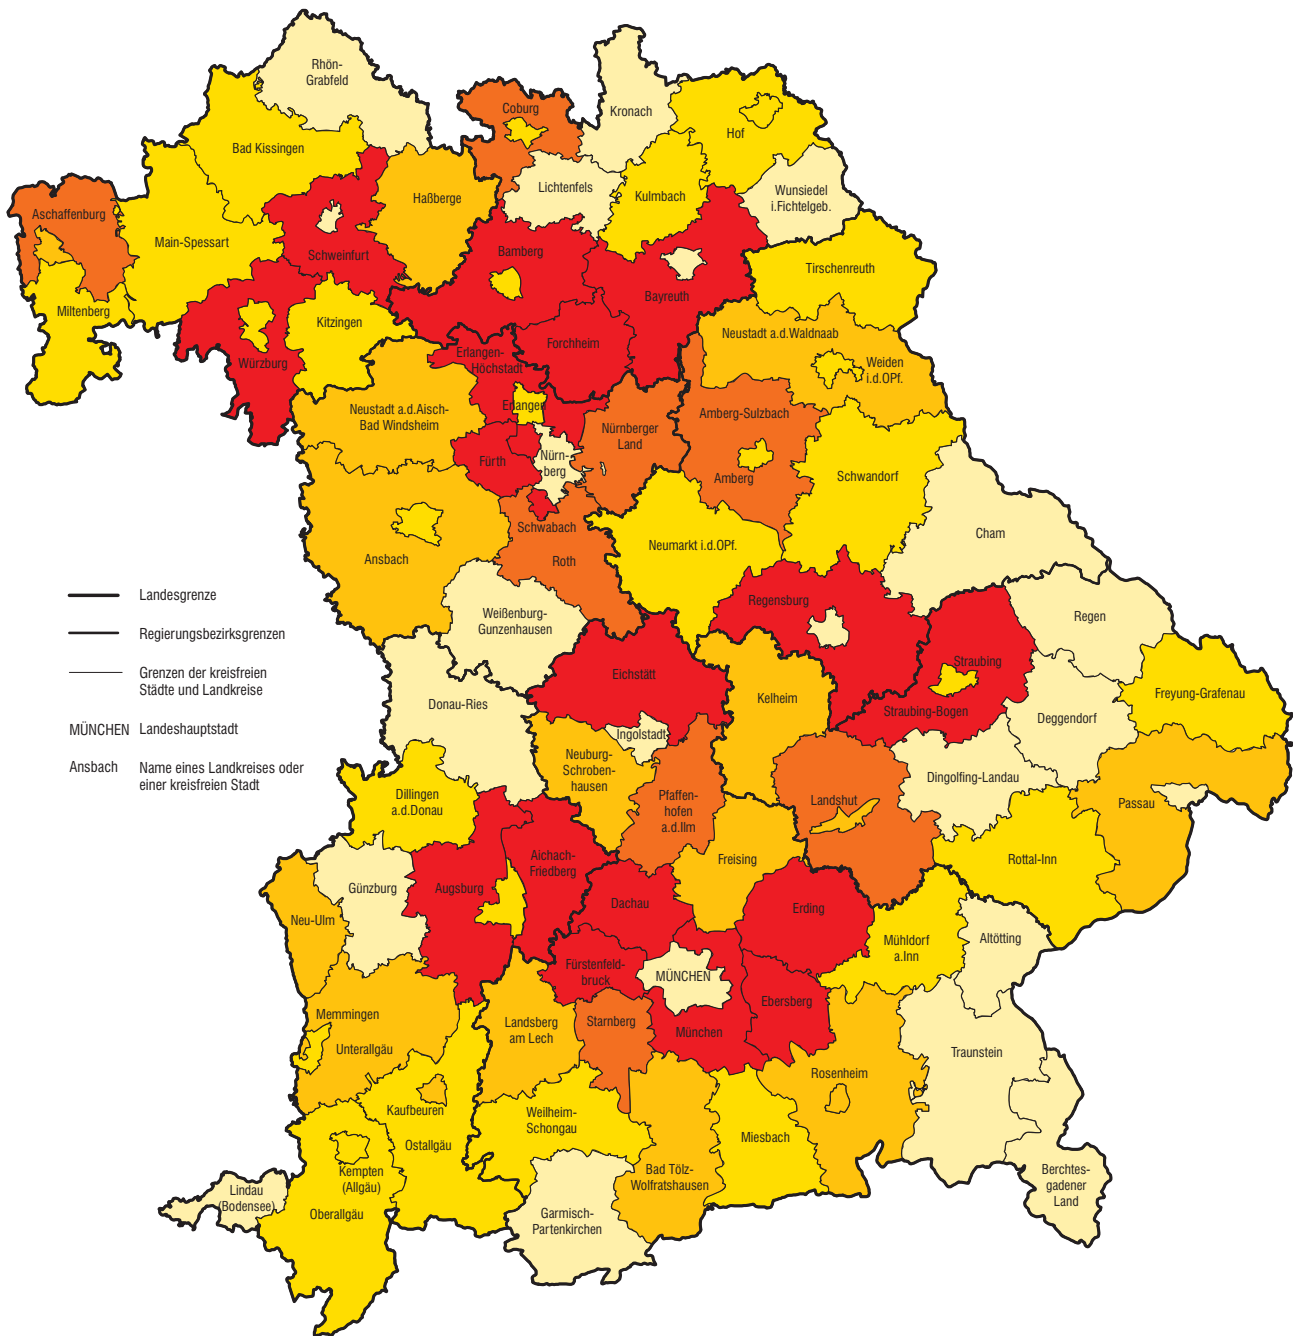 Rhön-
Grabfeld
Coburg
Kronach
Hof
Bad Kissingen
Lichtenfels
Kulmbach
Wunsiedel
i.Fichtelgeb.
Haßberge
Aschaffenburg
Main-Spessart
Schweinfurt
Bamberg
Tirschenreuth
Bayreuth
Miltenberg
Kitzingen
Neustadt a.d.Waldnaab
Forchheim
Erlangen-
Höchstadt
Würzburg
Weiden
i.d.OPf.
Neustadt a.d.Aisch-
Bad Windsheim
Erlangen
Amberg-Sulzbach
Nürnberger
Land
Fürth
Nürn-
berg
Amberg
Schwandorf
Schwabach
Neumarkt i.d.OPf.
Cham
Ansbach
Roth
Landesgrenze
Regierungsbezirksgrenzen
Grenzen der kreisfreien
Städte und Landkreise
MÜNCHEN
Landeshauptstadt
Ansbach
Name eines Landkreises oder
einer kreisfreien Stadt
Weißenburg-
Gunzenhausen
Regensburg
Regen
Eichstätt
Straubing
Kelheim
Freyung-Grafenau
Donau-Ries
Straubing-Bogen
Deggendorf
Ingolstadt
Neuburg-
Schroben-
hausen
Dingolfing-Landau
Dillingen
a.d.Donau
Pfaffen-
hofen
a.d.Ilm
Landshut
Passau
Aichach-
Friedberg
Freising
Rottal-Inn
Günzburg
Augsburg
Dachau
Erding
Neu-Ulm
Mühldorf
a.Inn
Altötting
Fürstenfeld-
bruck
MÜNCHEN
Ebersberg
Memmingen
Landsberg
am Lech
Starnberg
München
Unterallgäu
Traunstein
Rosenheim
Kaufbeuren
Weilheim-
Schongau
Miesbach
Ostallgäu
Kempten
(Allgäu)
Bad Tölz-
Wolfratshausen
Berchtes-
gadener
Land
Lindau
(Bodensee)
Oberallgäu
Garmisch-
Partenkirchen